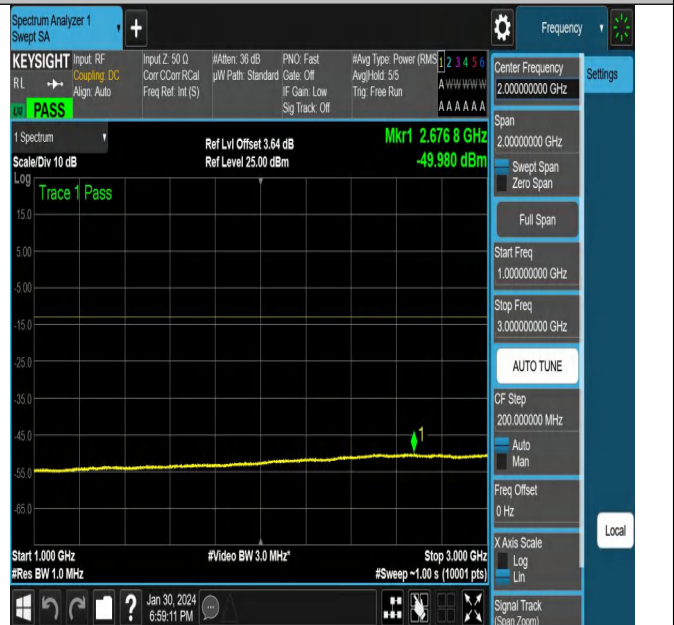 Spectrum Analyzer 1
Swept SA
+
Frequency
KEYSIGHT
RL
LXI PASS
Input: RF
Coupling: DC
Align: Auto
Input Z: 50 Ω
Corr CCorr RCal
Freq Ref: Int (S)
#Atten: 36 dB
µW Path: Standard
PNO: Fast
Gate: Off
IF Gain: Low
Sig Track: Off
#Avg Type: Power (RMS
Avg|Hold: 5/5
Trig: Free Run
1 2 3 4 5 6
A W W W W W
A A A A A A
1 Spectrum
Scale/Div 10 dB
Ref Lvl Offset 3.64 dB
Ref Level 25.00 dBm
Mkr1 2.676 8 GHz
-49.980 dBm
Log
Trace 1 Pass
15.0
5.00
-5.00
-15.0
-25.0
-35.0
-45.0
-55.0
-65.0
1
Start 1.000 GHz
#Res BW 1.0 MHz
#Video BW 3.0 MHz*
Stop 3.000 GHz
#Sweep ~1.00 s (10001 pts)
Center Frequency
2.00000000 GHz
Span
2.00000000 GHz
Swept Span
Zero Span
Full Span
Start Freq
1.000000000 GHz
Stop Freq
3.000000000 GHz
AUTO TUNE
CF Step
200.000000 MHz
Auto
Man
Freq Offset
0 Hz
X Axis Scale
Log
Lin
Signal Track
(Span Zoom)
Settings
Local
?
Jan 30, 2024
6:59:11 PM